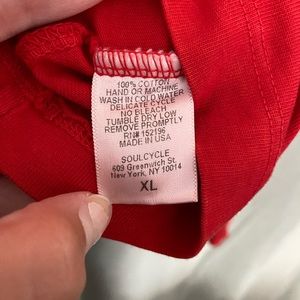 100% COTTON
HAND OR MACHINE
WASH IN COLD WATER
DELICATE CYCLE
NO BLEACH
TUMBLE DRY LOW
REMOVE PROMPTLY
RN# 152196
MADE IN USA
SOULCYCLE
609 Greenwich St.
New York, NY 10014
XL